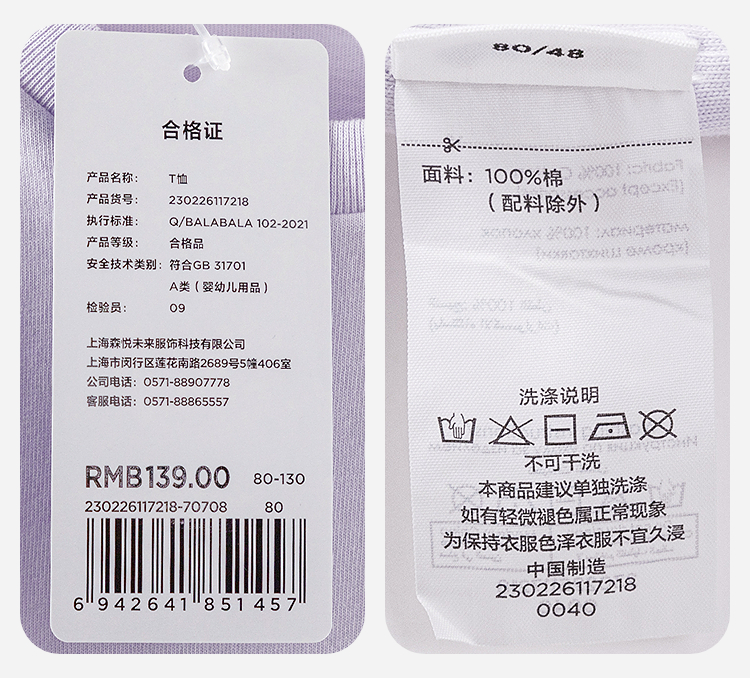 合格证
产品名称： T恤
产品货号： 230226117218
执行标准： Q/BALABALA 102-2021
产品等级： 合格品
安全技术类别： 符合GB 31701
A类（婴幼儿用品）
检验员： 09
上海森悦未来服饰科技有限公司
上海市闵行区莲花南路2689号5幢406室
公司电话： 0571-88907778
客服电话： 0571-88865557
RMB139.00 80-130
230226117218-70708 80
6 942641 851457
80/48
面料： 100%棉
（配料除外）
洗涤说明
不可干洗
本商品建议单独洗涤
如有轻微褪色属正常现象
为保持衣服色泽衣服不宜久浸
中国制造
230226117218
0040